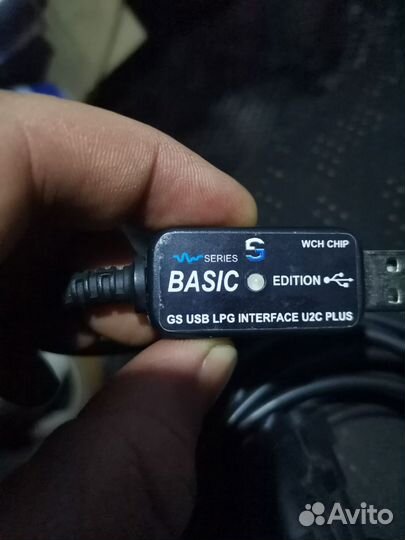 SERIES
WCH CHIP
BASIC EDITION
GS USB LPG INTERFACE U2C PLUS
Avito